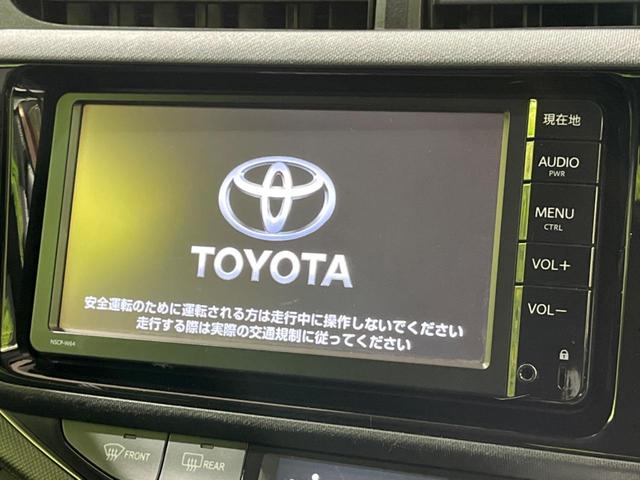 現在地
AUDIO
PWR
MENU
CTRL
VOL+
VOL−
TOYOTA
安全運転のために運転される方は走行中に操作しないでください
走行する際は実際の交通規制に従ってください
NSCP-W64
FRONT
REAR